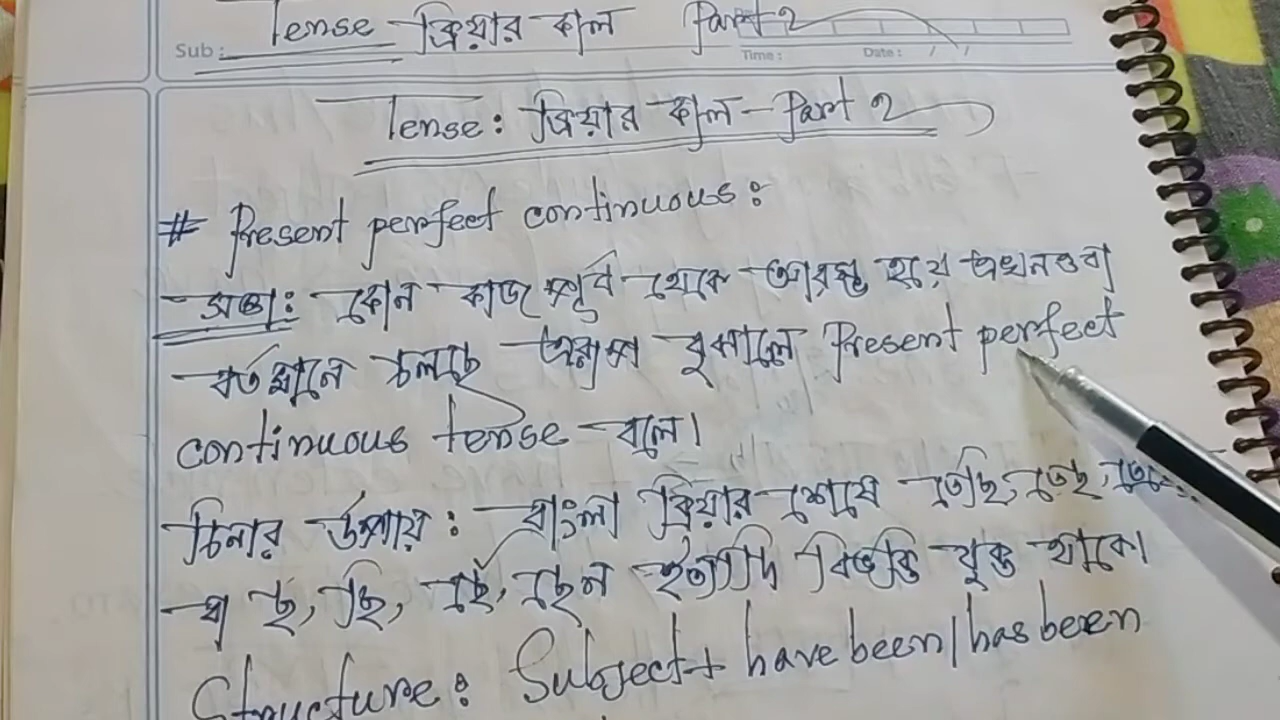 Tense ক্রিয়ার কাল Part 2
Sub :
Time : Date : / /
Tense: ক্রিয়ার কাল - Part 2
# Present perfect continuous:
সজ্ঞা: কোন কাজ পূর্ব থেকে আরম্ভ হয়ে এখনও বা
বর্তমানে চলছে এরূপ বুঝালে Present perfect
continuous tense বলে।
চিনার উপায়: বাংলা ক্রিয়ার শেষে তেছি, তেছ,
বা ছ, ছি, ছে, ছেন ইত্যাদি বিভক্তি যুক্ত থাকে।
Structure: Subject + have been/has been